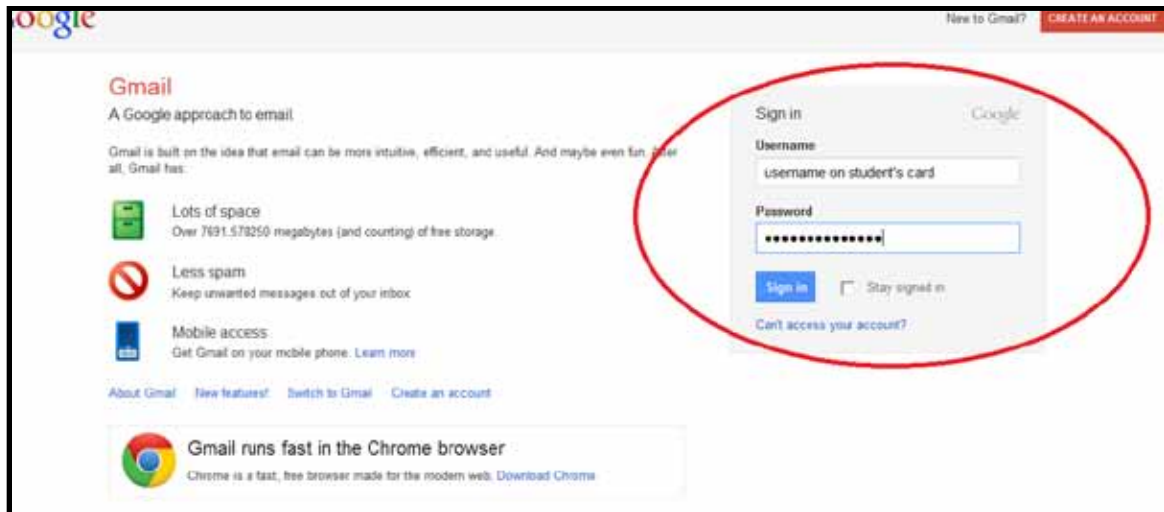 Google
New to Gmail?
CREATE AN ACCOUNT
Gmail
A Google approach to email.
Gmail is built on the idea that email can be more intuitive, efficient, and useful. And maybe even fun. After
all, Gmail has:
Lots of space
Over 7691.578250 megabytes (and counting) of free storage.
Less spam
Keep unwanted messages out of your inbox
Mobile access
Get Gmail on your mobile phone. Learn more
About Gmail New features! Switch to Gmail Create an account
Gmail runs fast in the Chrome browser
Chrome is a fast, free browser made for the modern web. Download Chrome
Sign in Google
Username
username on student's card
Password
••••••••••••••
Sign in Stay signed in
Can't access your account?